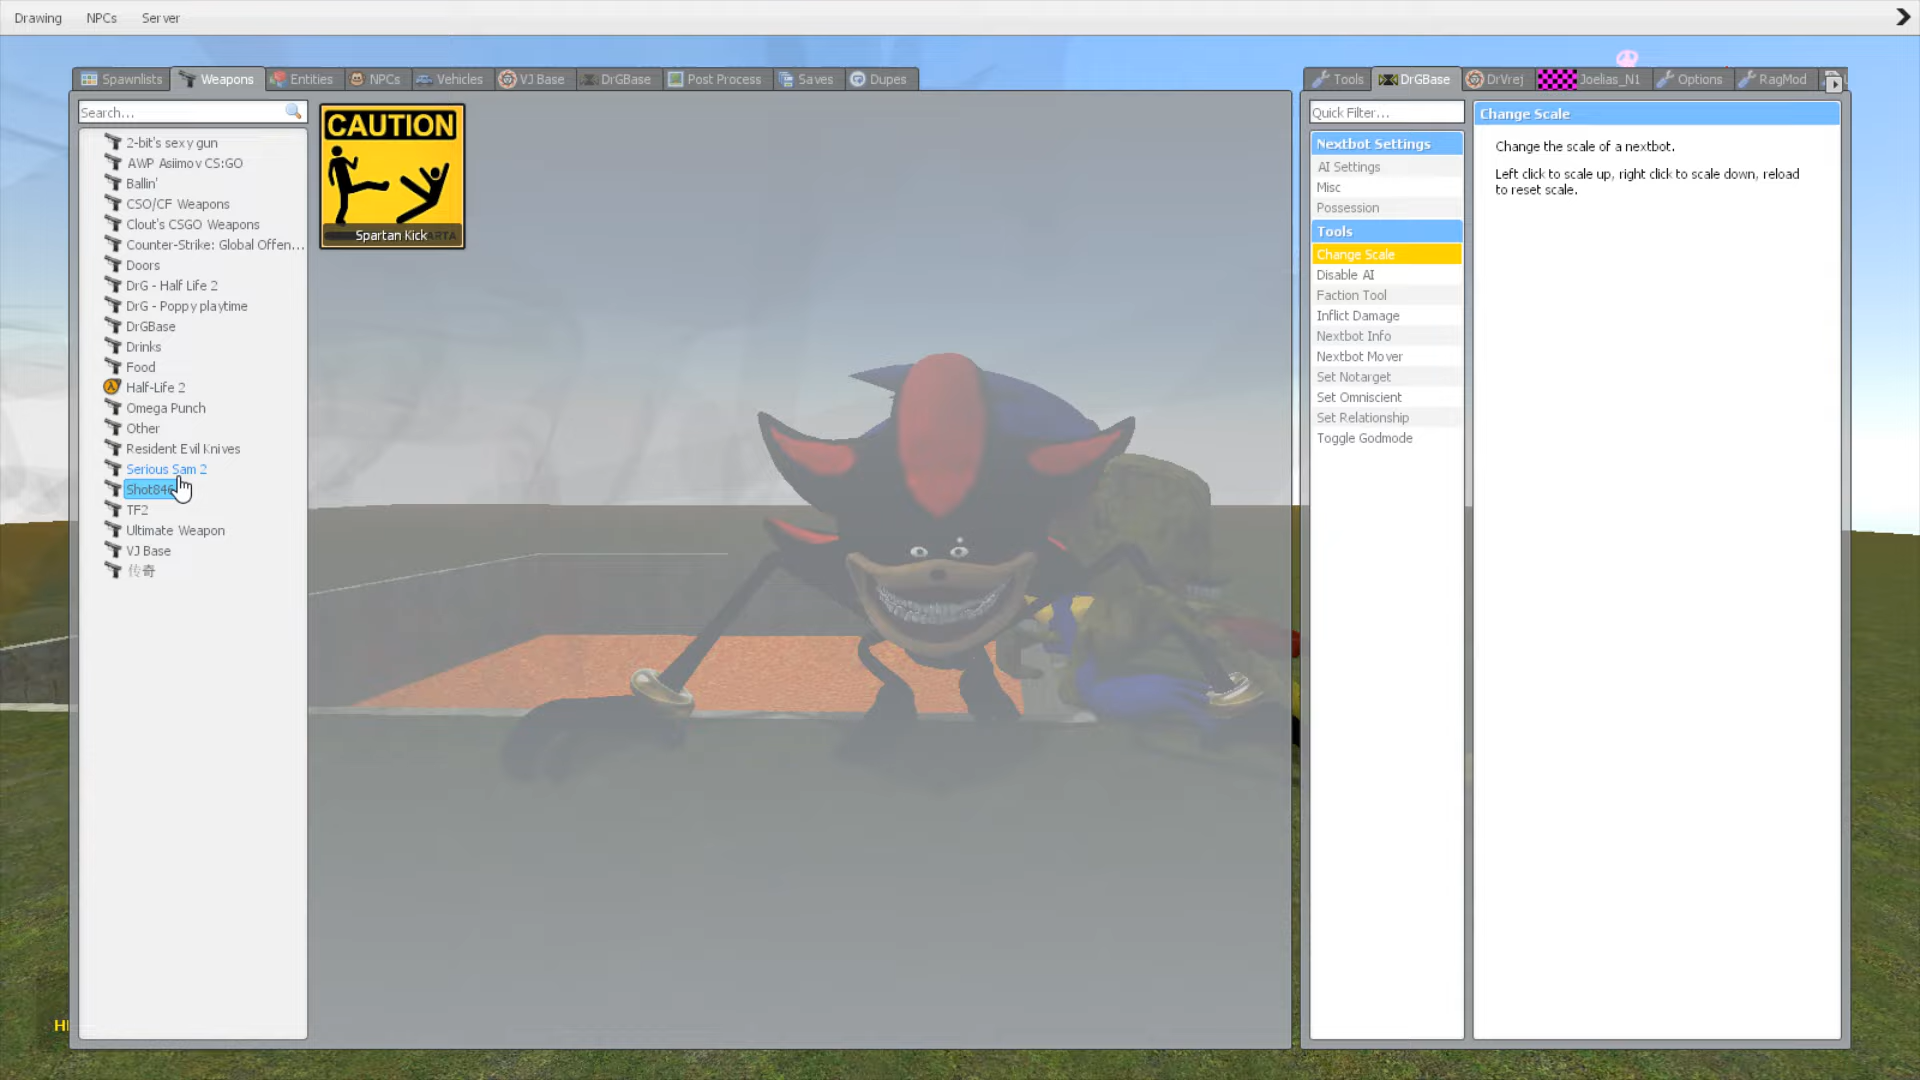 Drawing NPCs Server
Spawnlists Weapons Entities NPCs Vehicles VJ Base DrGBase Post Process Saves Dupes
Search...
2-bit's sexy gun
AWP Asiimov CS:GO
Ballin'
CSO/CF Weapons
Clout's CSGO Weapons
Counter-Strike: Global Offen...
Doors
DrG - Half Life 2
DrG - Poppy playtime
DrGBase
Drinks
Food
Half-Life 2
Omega Punch
Other
Resident Evil Knives
Serious Sam 2
Shot846
TF2
Ultimate Weapon
VJ Base
传奇
CAUTION
Spartan Kick
Tools DrGBase DrVrej Joelias_N1 Options RagMod
Quick Filter...
Nextbot Settings
AI Settings
Misc
Possession
Tools
Change Scale
Disable AI
Faction Tool
Inflict Damage
Nextbot Info
Nextbot Mover
Set Notarget
Set Omniscient
Set Relationship
Toggle Godmode
Change Scale
Change the scale of a nextbot.
Left click to scale up, right click to scale down, reload
to reset scale.